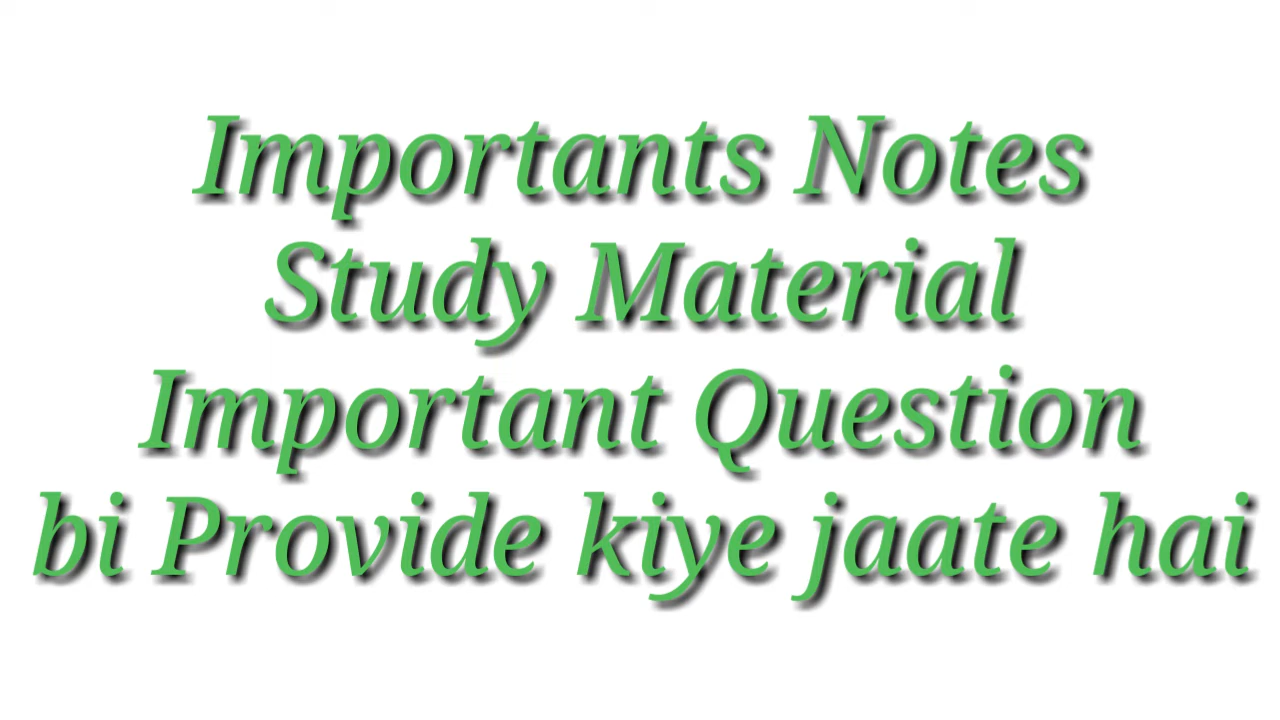 Importants Notes
Study Material
Important Question
bi Provide kiye jaate hai